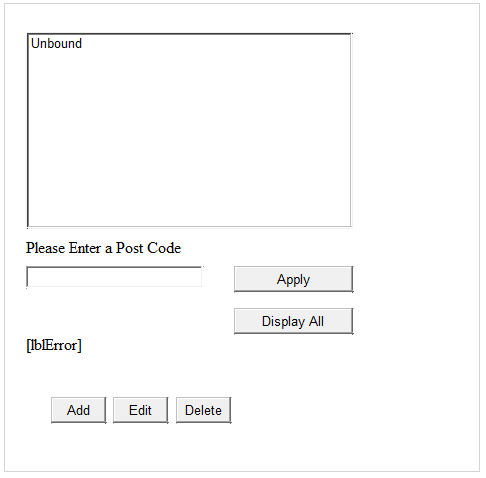 Unbound
Please Enter a Post Code
Apply
Display All
[lblError]
Add Edit Delete